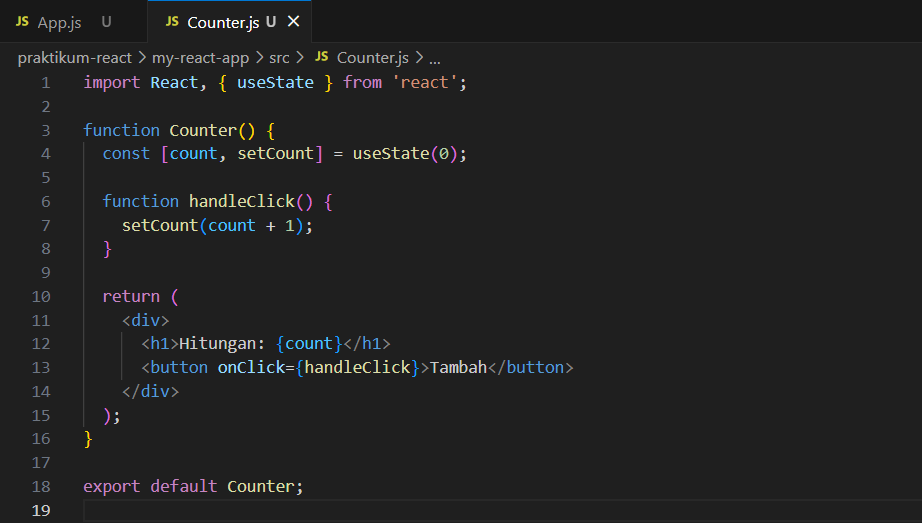 JS App.js U JS Counter.js U ✕
praktikum-react > my-react-app > src > JS Counter.js > ...
1 import React, { useState } from 'react';
2
3 function Counter() {
4   const [count, setCount] = useState(0);
5
6   function handleClick() {
7     setCount(count + 1);
8   }
9
10   return (
11     <div>
12       <h1>Hitungan: {count}</h1>
13       <button onClick={handleClick}>Tambah</button>
14     </div>
15   );
16 }
17
18 export default Counter;
19